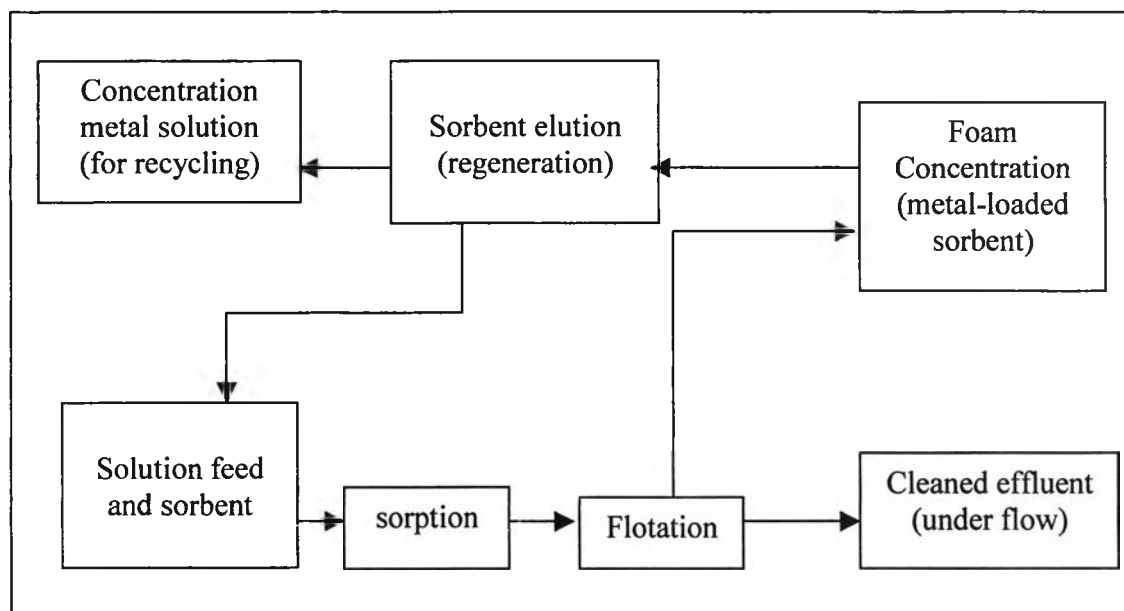 Concentration
metal solution
(for recycling)
Sorbent elution
(regeneration)
Foam
Concentration
(metal-loaded
sorbent)
Solution feed
and sorbent
sorption
Flotation
Cleaned effluent
(under flow)